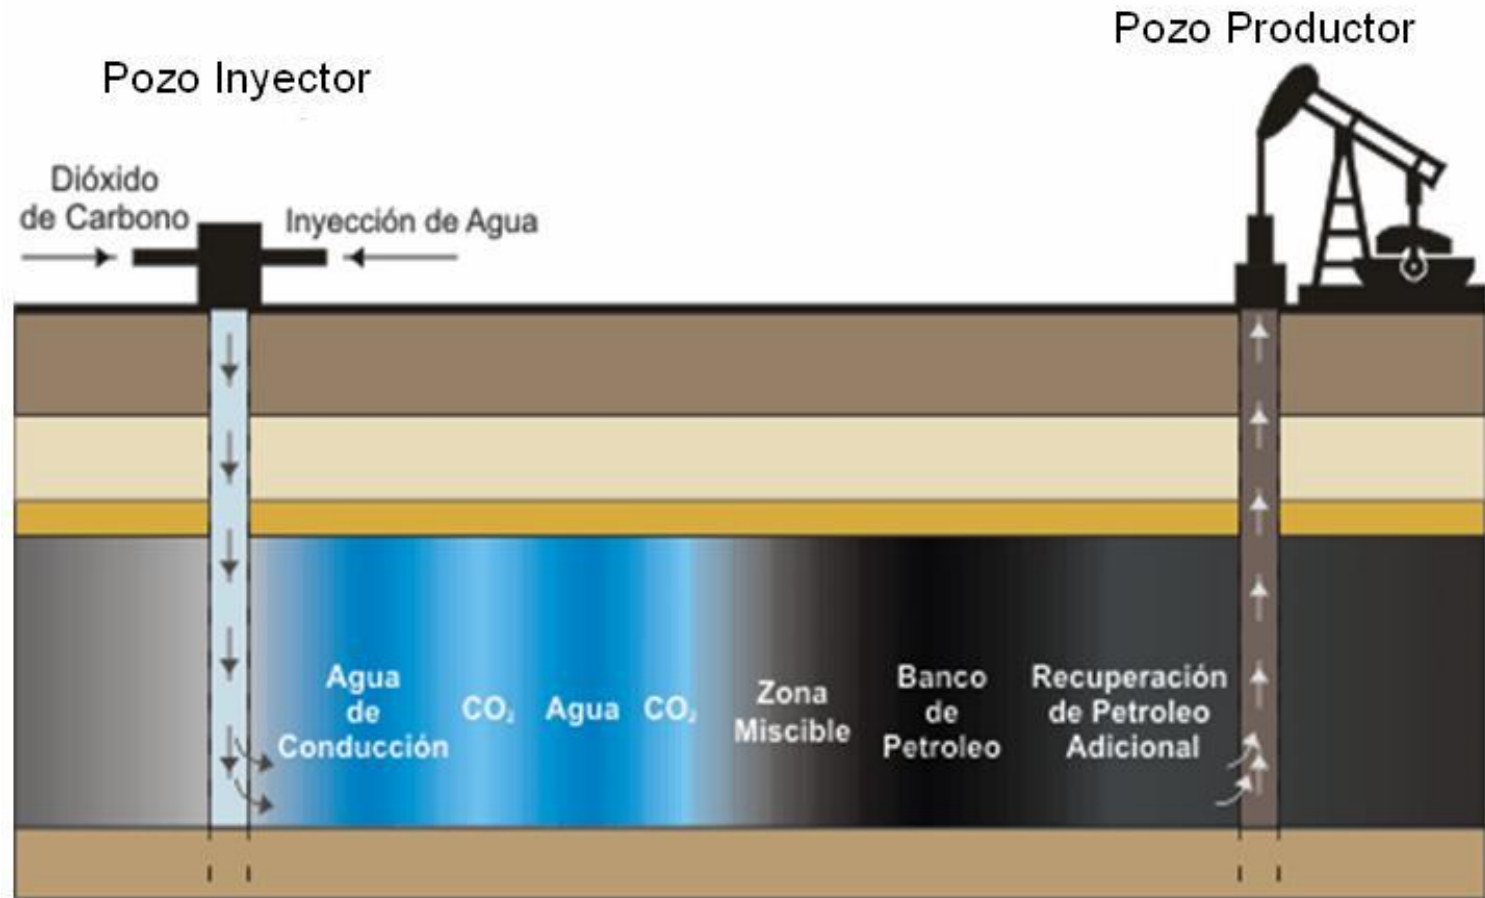 Pozo Productor
Pozo Inyector
Dióxido
de Carbono
Inyección de Agua
Agua
de
Conducción
CO₂
Agua
CO₂
Zona
Miscible
Banco
de
Petroleo
Recuperación
de Petroleo
Adicional